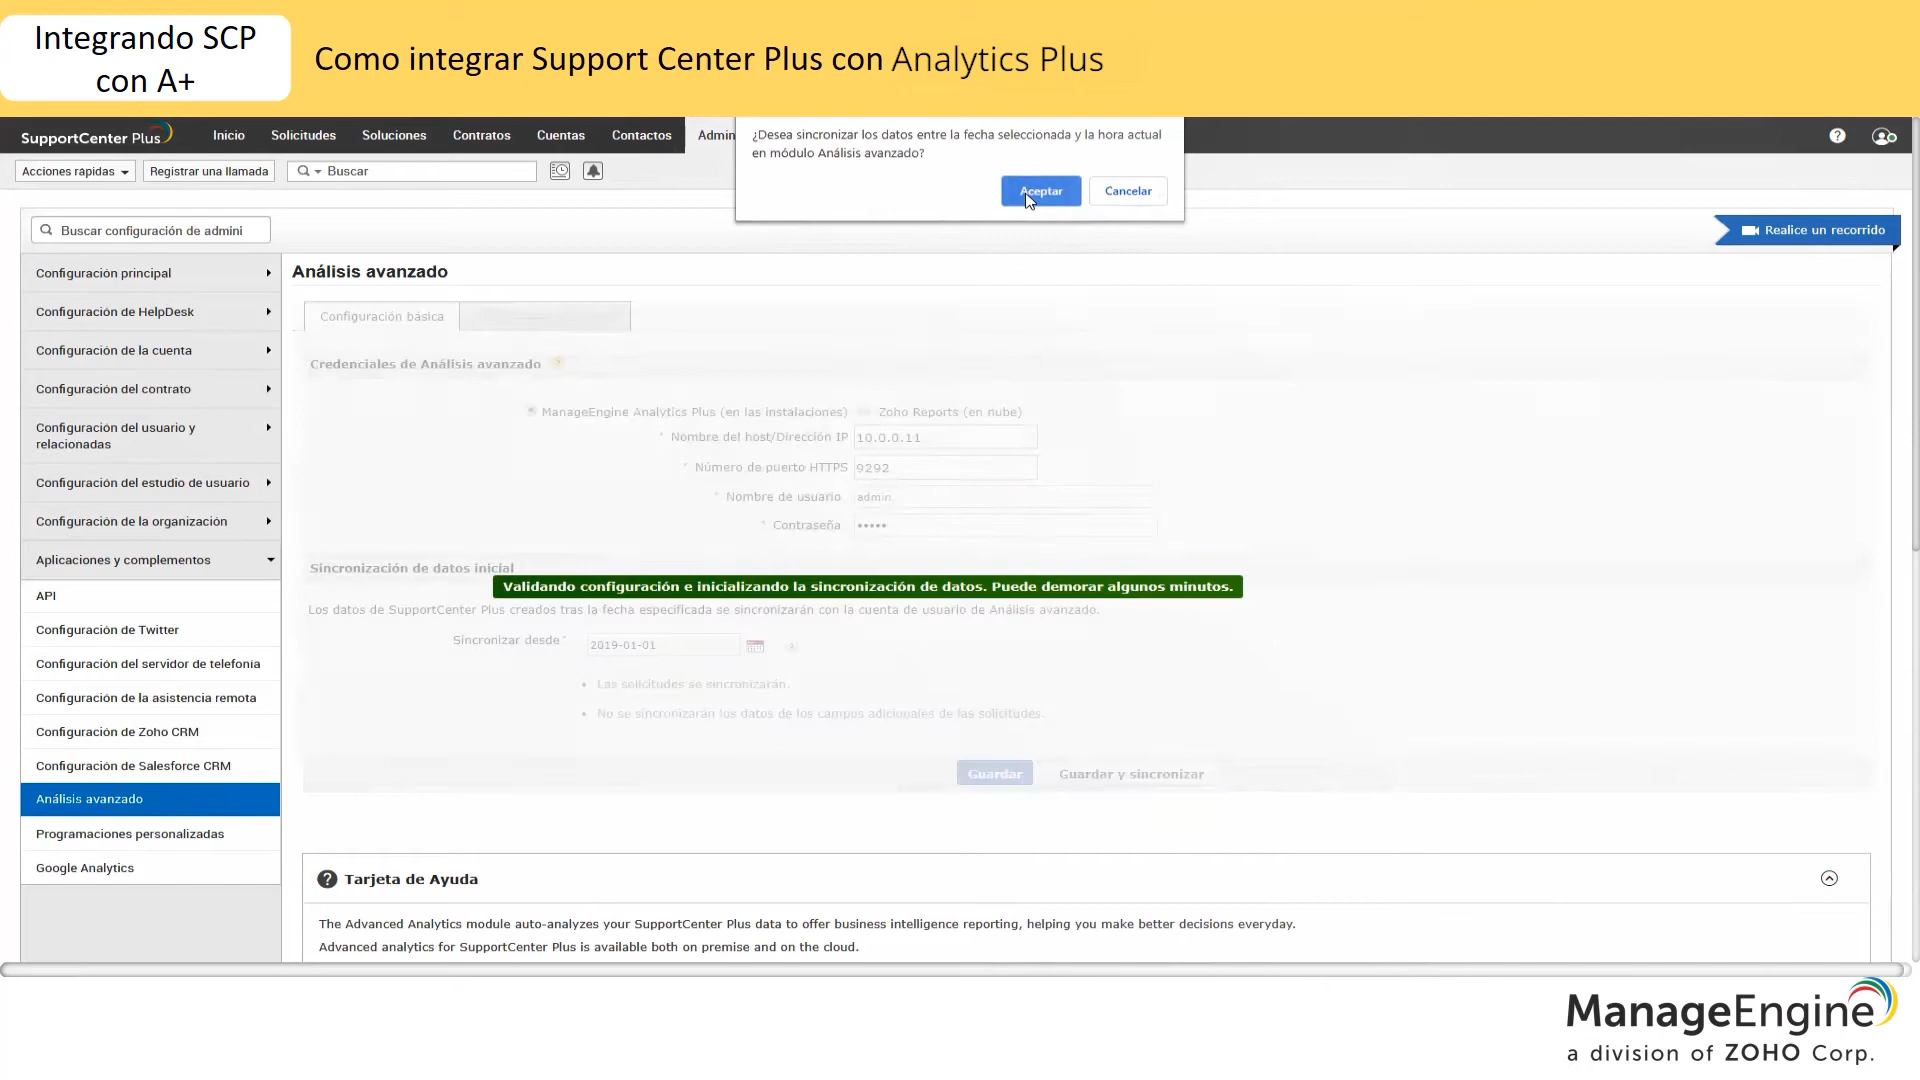 Integrando SCP
con A+
Como integrar Support Center Plus con Analytics Plus
SupportCenter Plus
Inicio
Solicitudes
Soluciones
Contratos
Cuentas
Contactos
Admin
¿Desea sincronizar los datos entre la fecha seleccionada y la hora actual
en módulo Análisis avanzado?
Aceptar
Cancelar
Acciones rápidas
Registrar una llamada
Buscar
Buscar configuración de admini
Realice un recorrido
Configuración principal
Configuración de HelpDesk
Configuración de la cuenta
Configuración del contrato
Configuración del usuario y
relacionadas
Configuración del estudio de usuario
Configuración de la organización
Aplicaciones y complementos
API
Configuración de Twitter
Configuración del servidor de telefonía
Configuración de la asistencia remota
Configuración de Zoho CRM
Configuración de Salesforce CRM
Análisis avanzado
Programaciones personalizadas
Google Analytics
Análisis avanzado
Configuración básica
Credenciales de Análisis avanzado
ManageEngine Analytics Plus (en las instalaciones)
Zoho Reports (en nube)
* Nombre del host/Dirección IP 10.0.0.11
* Número de puerto HTTPS 9292
* Nombre de usuario admin
* Contraseña •••••
Sincronización de datos inicial
Validando configuración e inicializando la sincronización de datos. Puede demorar algunos minutos.
Los datos de SupportCenter Plus creados tras la fecha especificada se sincronizarán con la cuenta de usuario de Análisis avanzado.
Sincronizar desde* 2019-01-01
• Las solicitudes se sincronizarán.
• No se sincronizarán los datos de los campos adicionales de las solicitudes.
Guardar
Guardar y sincronizar
Tarjeta de Ayuda
The Advanced Analytics module auto-analyzes your SupportCenter Plus data to offer business intelligence reporting, helping you make better decisions everyday.
Advanced analytics for SupportCenter Plus is available both on premise and on the cloud.
ManageEngine
a division of ZOHO Corp.